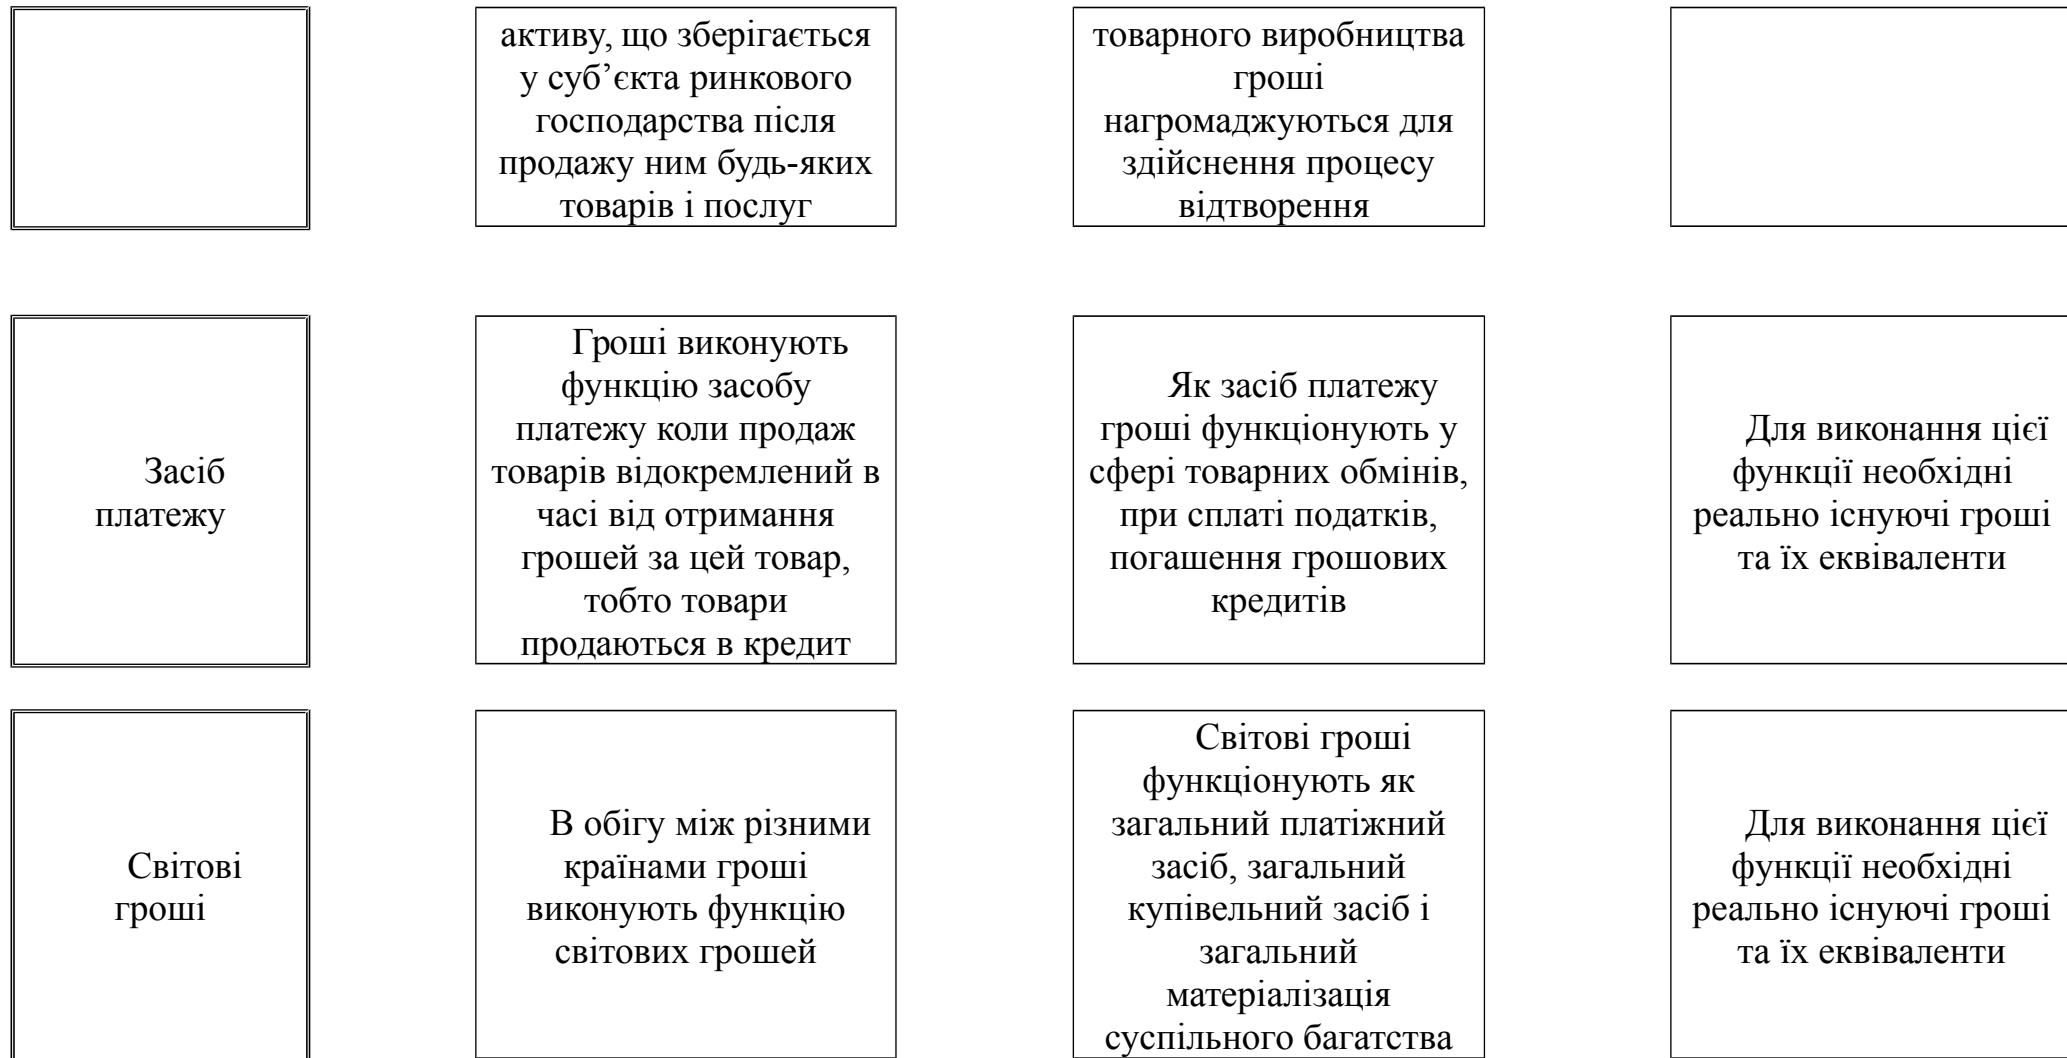 активу, що зберігається
у суб’єкта ринкового
господарства після
продажу ним будь-яких
товарів і послуг
товарного виробництва
гроші
нагромаджуються для
здійснення процесу
відтворення
Засіб
платежу
Гроші виконують
функцію засобу
платежу коли продаж
товарів відокремлений в
часі від отримання
грошей за цей товар,
тобто товари
продаються в кредит
Як засіб платежу
гроші функціонують у
сфері товарних обмінів,
при сплаті податків,
погашення грошових
кредитів
Для виконання цієї
функції необхідні
реально існуючі гроші
та їх еквіваленти
Світові
гроші
В обігу між різними
країнами гроші
виконують функцію
світових грошей
Світові гроші
функціонують як
загальний платіжний
засіб, загальний
купівельний засіб і
загальний
матеріалізація
суспільного багатства
Для виконання цієї
функції необхідні
реально існуючі гроші
та їх еквіваленти